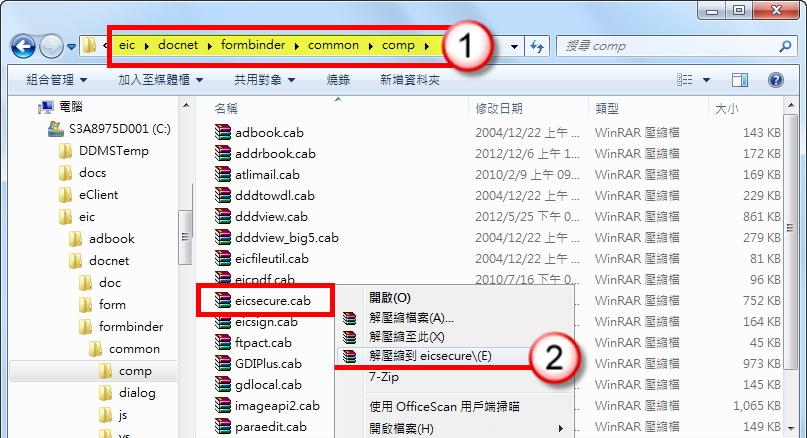 « eic ▸ docnet ▸ formbinder ▸ common ▸ comp ▸
1
搜尋 comp
組合管理 加入至媒體櫃 共用對象 燒錄 新增資料夾
名稱 修改日期 類型 大小
電腦
S3A8975D001 (C:)
DDMSTemp
docs
eClient
eic
adbook
docnet
doc
form
formbinder
common
comp
dialog
js
adbook.cab 2004/12/22 上午 ... WinRAR 壓縮檔 143 KB
addrbook.cab 2012/12/6 上午 1... WinRAR 壓縮檔 172 KB
atlimail.cab 2010/2/9 上午 09... WinRAR 壓縮檔 169 KB
dddtowdl.cab 2004/12/22 上午 ... WinRAR 壓縮檔 229 KB
dddview.cab 2012/5/25 下午 0... WinRAR 壓縮檔 861 KB
dddview_big5.cab 2004/12/22 上午 ... WinRAR 壓縮檔 279 KB
eicfileutil.cab 2004/12/22 上午 ... WinRAR 壓縮檔 81 KB
eicpdf.cab 2010/7/16 下午 0... WinRAR 壓縮檔 96 KB
eicsecure.cab WinRAR 壓縮檔 752 KB
eicsign.cab WinRAR 壓縮檔 164 KB
ftpact.cab WinRAR 壓縮檔 45 KB
GDIPlus.cab 973 KB
gdlocal.cab WinRAR 壓縮檔 145 KB
imageapi2.cab WinRAR 壓縮檔 1,065 KB
paraedit.cab WinRAR 壓縮檔 164 KB
開啟(O)
解壓縮檔案(A)...
解壓縮至此(X)
解壓縮到 eicsecure\(E)
2
7-Zip
使用 OfficeScan 用戶端掃瞄
開啟檔案(H)